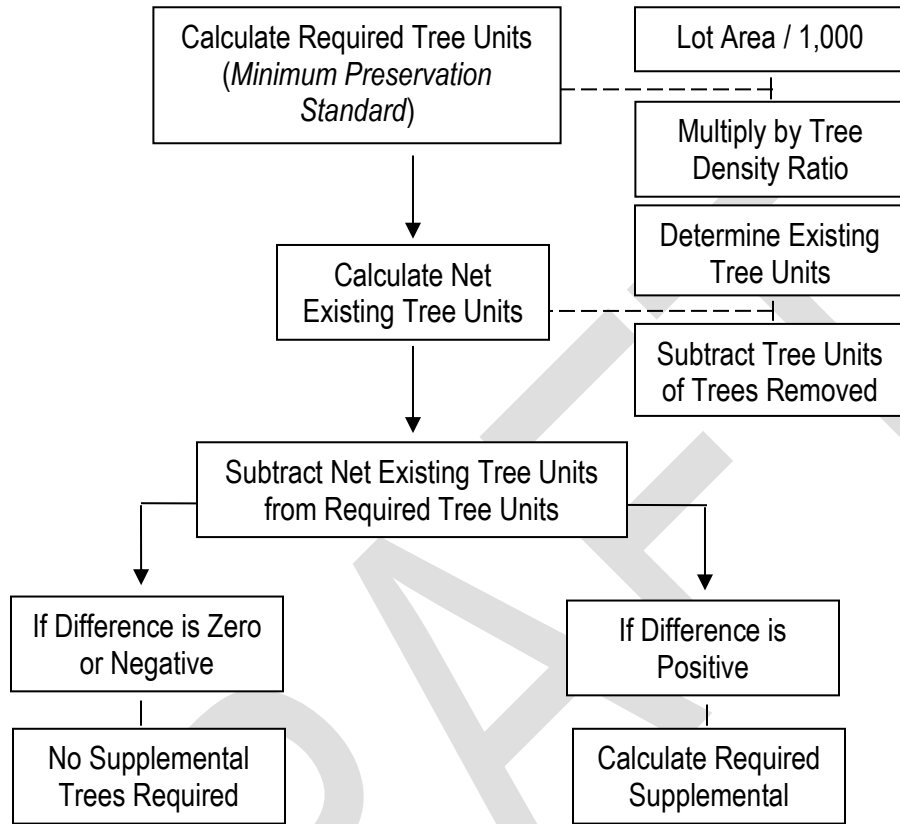 Calculate Required Tree Units
(Minimum Preservation
Standard)
Lot Area / 1,000
Multiply by Tree
Density Ratio
Calculate Net
Existing Tree Units
Determine Existing
Tree Units
Subtract Tree Units
of Trees Removed
Subtract Net Existing Tree Units
from Required Tree Units
If Difference is Zero
or Negative
If Difference is
Positive
No Supplemental
Trees Required
Calculate Required
Supplemental